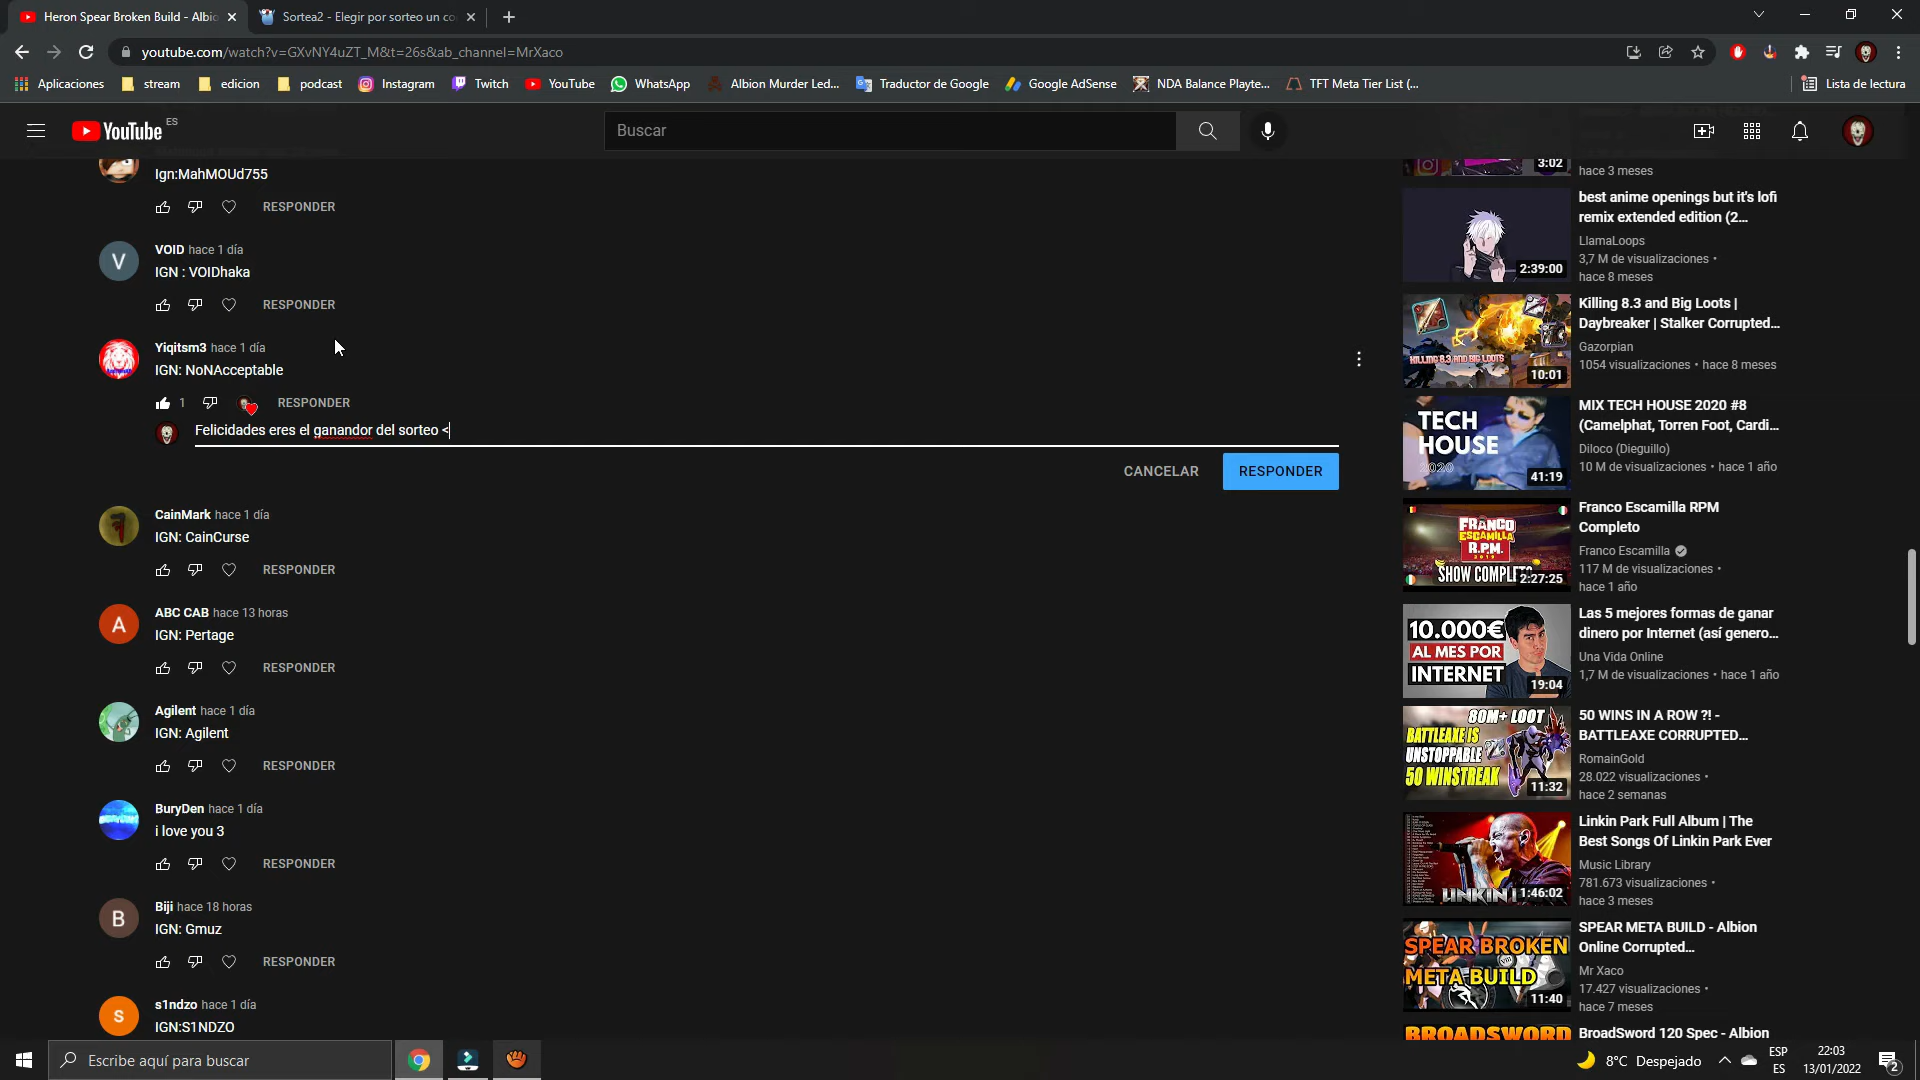 Heron Spear Broken Build - Albio
Sortea2 - Elegir por sorteo un co
youtube.com/watch?v=GXvNY4uZT_M&t=26s&ab_channel=MrXaco
Aplicaciones
stream
edicion
podcast
Instagram
Twitch
YouTube
WhatsApp
Albion Murder Led...
Traductor de Google
Google AdSense
NDA Balance Playte...
TFT Meta Tier List (...
Lista de lectura
YouTube ES
Buscar
Ign:MahMOUd755
RESPONDER
VOID hace 1 día
IGN : VOIDhaka
RESPONDER
Yiqitsm3 hace 1 día
IGN: NoNAcceptable
1 RESPONDER
Felicidades eres el ganandor del sorteo <
CANCELAR
RESPONDER
CainMark hace 1 día
IGN: CainCurse
RESPONDER
ABC CAB hace 13 horas
IGN: Pertage
RESPONDER
Agilent hace 1 día
IGN: Agilent
RESPONDER
BuryDen hace 1 día
i love you 3
RESPONDER
Biji hace 18 horas
IGN: Gmuz
RESPONDER
s1ndzo hace 1 día
IGN:S1NDZO
3:02
hace 3 meses
2:39:00
best anime openings but it's lofi
remix extended edition (2...
LlamaLoops
3,7 M de visualizaciones •
hace 8 meses
KILLING 8.3 AND BIG LOOTS
10:01
Killing 8.3 and Big Loots |
Daybreaker | Stalker Corrupted...
Gazorpian
1054 visualizaciones • hace 8 meses
TECH
HOUSE
2020
41:19
MIX TECH HOUSE 2020 #8
(Camelphat, Torren Foot, Cardi...
Diloco (Dieguillo)
10 M de visualizaciones • hace 1 año
FRANCO
ESCAMILLA
R.P.M.
2019
SHOW COMPLETO
2:27:25
Franco Escamilla RPM
Completo
Franco Escamilla
117 M de visualizaciones •
hace 1 año
10.000€
AL MES POR
INTERNET
19:04
Las 5 mejores formas de ganar
dinero por Internet (así genero...
Una Vida Online
1,7 M de visualizaciones • hace 1 año
80M+ LOOT
BATTLEAXE IS
UNSTOPPABLE
50 WINSTREAK
11:32
50 WINS IN A ROW ?! -
BATTLEAXE CORRUPTED...
RomainGold
28.022 visualizaciones •
hace 2 semanas
LINKIN
1:46:02
Linkin Park Full Album | The
Best Songs Of Linkin Park Ever
Music Library
781.673 visualizaciones •
hace 3 meses
SPEAR BROKEN
META BUILD
VIII
11:40
SPEAR META BUILD - Albion
Online Corrupted...
Mr Xaco
17.427 visualizaciones •
hace 7 meses
BROADSWORD
BroadSword 120 Spec - Albion
Escribe aquí para buscar
8°C Despejado
ESP
ES
22:03
13/01/2022
2